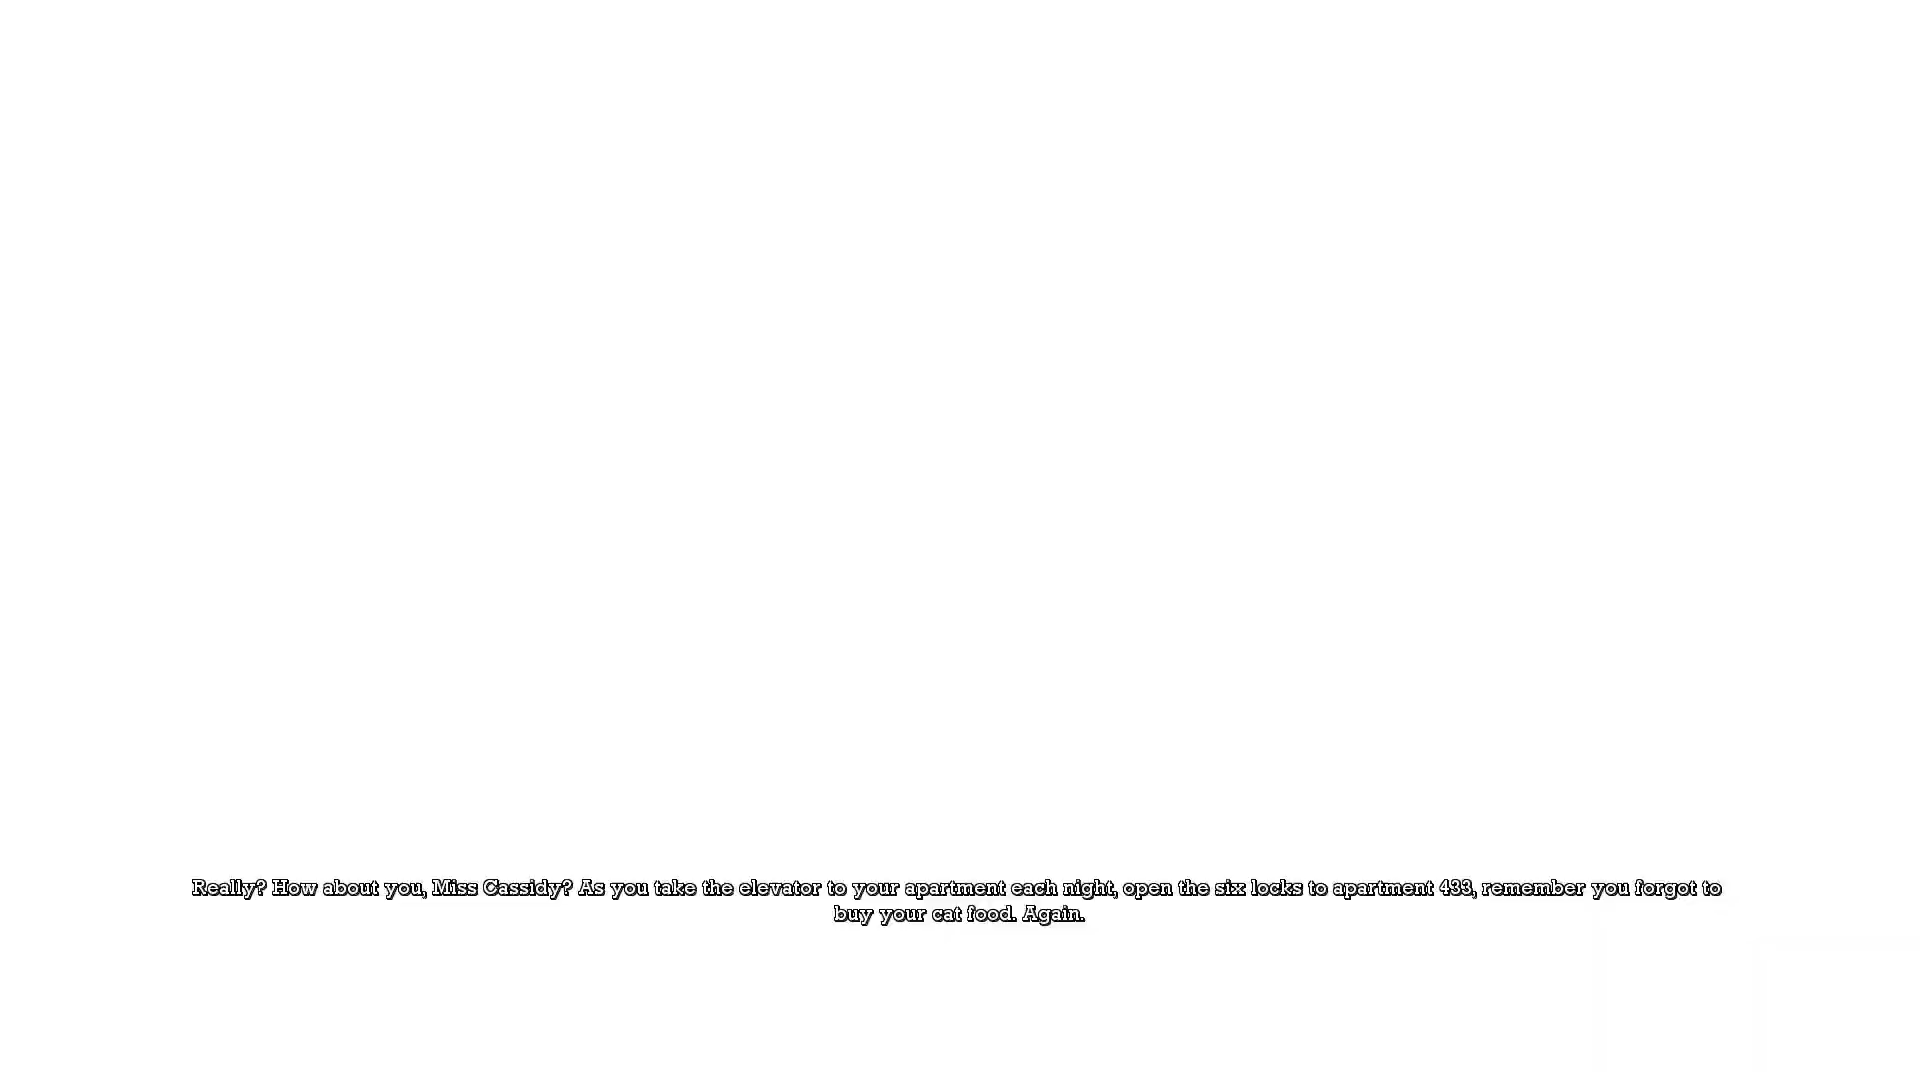 Really? How about you, Miss Cassidy? As you take the elevator to your apartment each night, open the six locks to apartment 433, remember you forgot to
buy your cat food. Again.